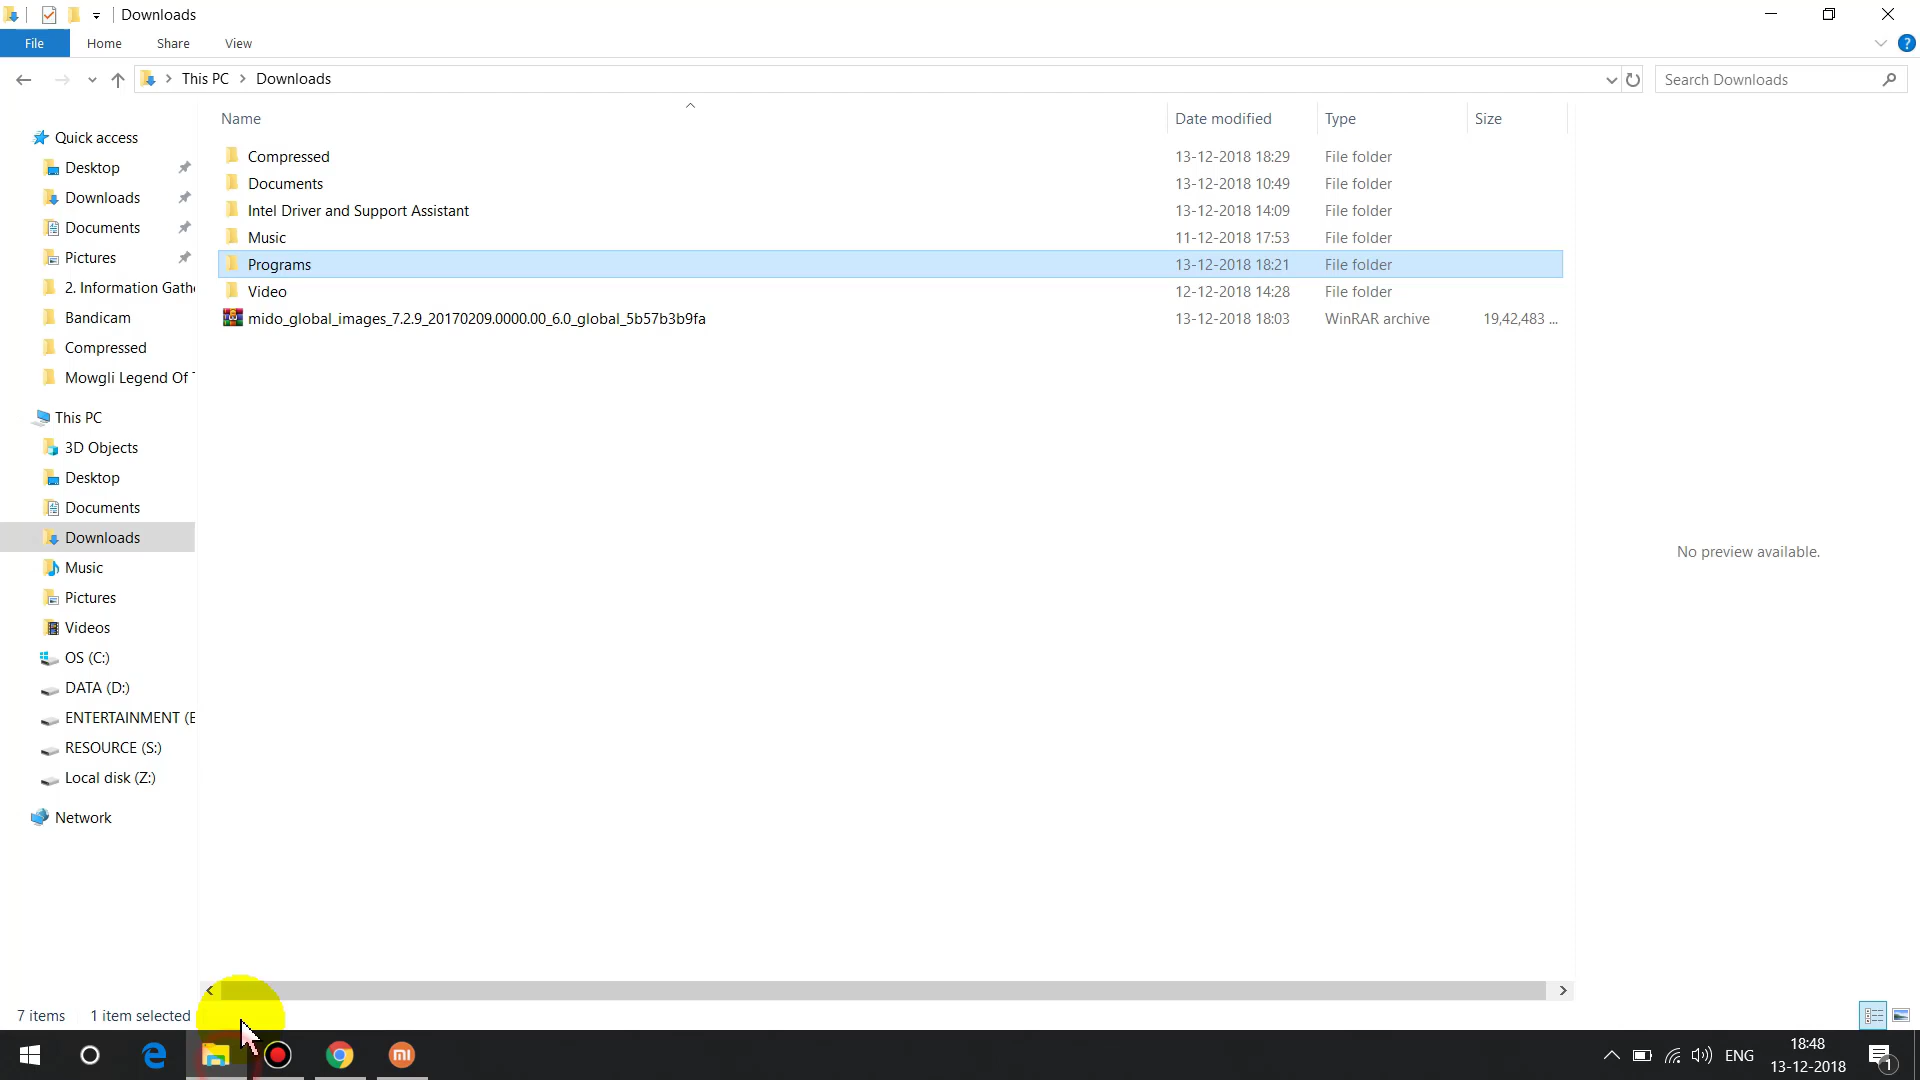 Downloads
File Home Share View
This PC Downloads
Search Downloads
Name Date modified Type Size
Quick access
Desktop
Downloads
Documents
Pictures
2. Information Gath
Bandicam
Compressed
Mowgli Legend Of
This PC
3D Objects
Desktop
Documents
Downloads
Music
Pictures
Videos
OS (C:)
DATA (D:)
ENTERTAINMENT (E
RESOURCE (S:)
Local disk (Z:)
Network
Compressed 13-12-2018 18:29 File folder
Documents 13-12-2018 10:49 File folder
Intel Driver and Support Assistant 13-12-2018 14:09 File folder
Music 11-12-2018 17:53 File folder
Programs 13-12-2018 18:21 File folder
Video 12-12-2018 14:28 File folder
mido_global_images_7.2.9_20170209.0000.00_6.0_global_5b57b3b9fa 13-12-2018 18:03 WinRAR archive 19,42,483 ...
No preview available.
7 items 1 item selected
mi
ENG
18:48
13-12-2018
1